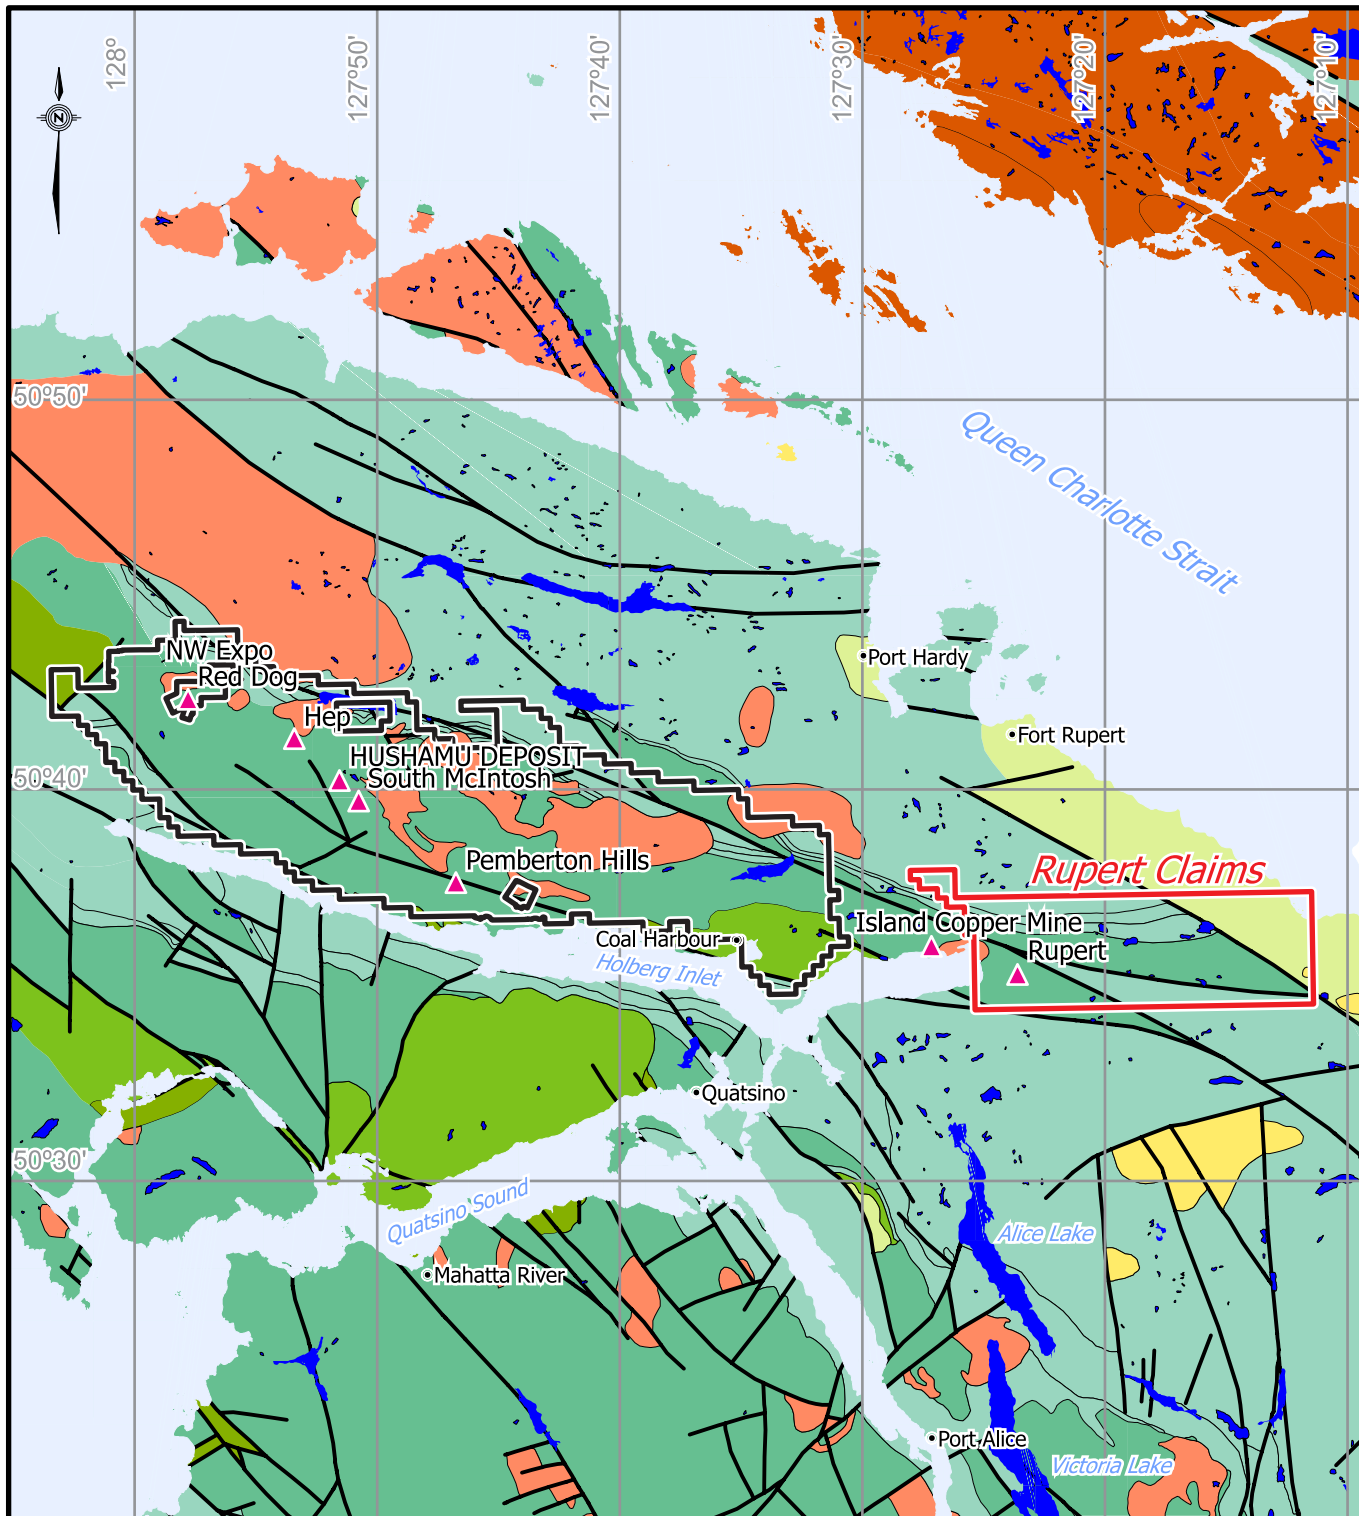 128°
127°50'
127°40'
127°30'
127°20'
127°10'
N
50°50'
Queen Charlotte Strait
NW Expo
Red Dog
Port Hardy
Hep
Fort Rupert
HUSHAMU DEPOSIT
50°40'
South McIntosh
Pemberton Hills
Rupert Claims
Island Copper Mine
Coal Harbour
Rupert
Holberg Inlet
Quatsino
50°30'
Quatsino Sound
Alice Lake
Mahatta River
Port Alice
Victoria Lake